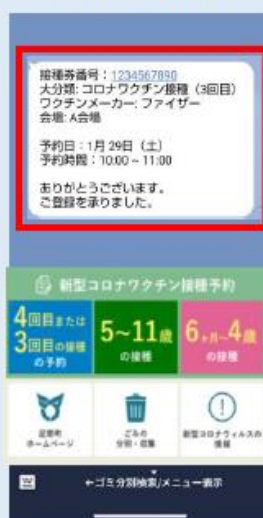 接種券番号：1234567890
大分類: コロナワクチン接種（3回目）
ワクチンメーカー: ファイザー
会場: A会場
予約日：1月29日（土）
予約時間：10:00～11:00
ありがとうございます。
ご登録を承りました。
新型コロナワクチン接種予約
4回目または
3回目の接種
の予約
5～11歳
の接種
6ヶ月～4歳
の接種
ホームページ
ごみの
分別・収集
新型コロナウィルスの
情報
←ゴミ分別検索/メニュー表示